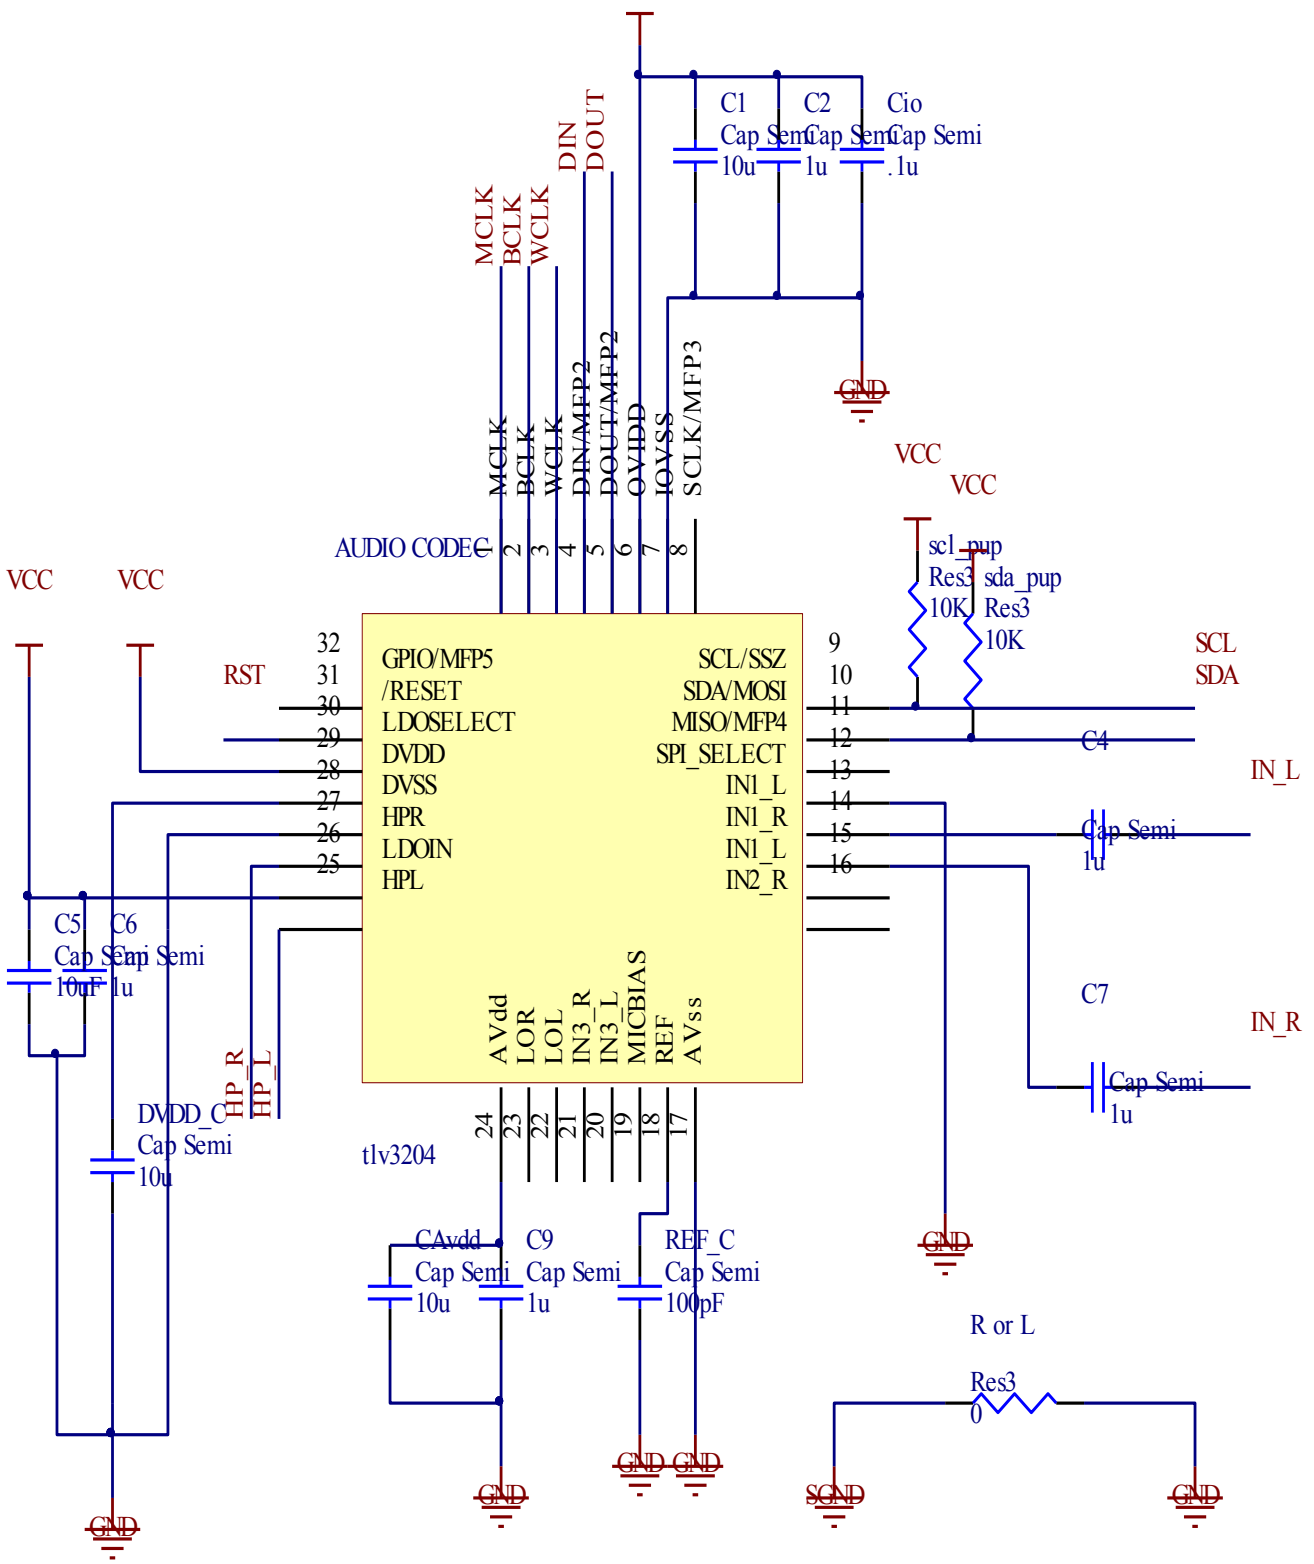 C1
Cap Semi
10u
C2
Cap Semi
1u
Cio
Cap Semi
.1u
DIN
DOUT
MCLK
BCLK
WCLK
GND
MCLK
BCLK
WCLK
DIN/MFP2
DOUT/MFP2
OVIDD
IOVSS
SCLK/MFP3
VCC
VCC
AUDIO CODEC
1
2
3
4
5
6
7
8
scl_pup
Res3
10K
sda_pup
Res3
10K
VCC
VCC
RST
32
31
30
29
28
27
26
25
GPIO/MFP5
/RESET
LDOSELECT
DVDD
DVSS
HPR
LDOIN
HPL
SCL/SSZ
SDA/MOSI
MISO/MFP4
SPI_SELECT
IN1_L
IN1_R
IN1_L
IN2_R
9
10
11
12
13
14
15
16
SCL
SDA
C4
Cap Semi
1u
IN_L
C5
Cap Semi
10uF
C6
Cap Semi
1u
C7
Cap Semi
1u
IN_R
AVdd
LOR
LOL
IN3_R
IN3_L
MICBIAS
REF
AVss
HP_R
HP_L
DVDD_C
Cap Semi
10u
24
23
22
21
20
19
18
17
tlv3204
CAvdd
Cap Semi
10u
C9
Cap Semi
1u
REF_C
Cap Semi
100pF
GND
R or L
Res3
0
GND
GND
GND
SGND
GND
GND